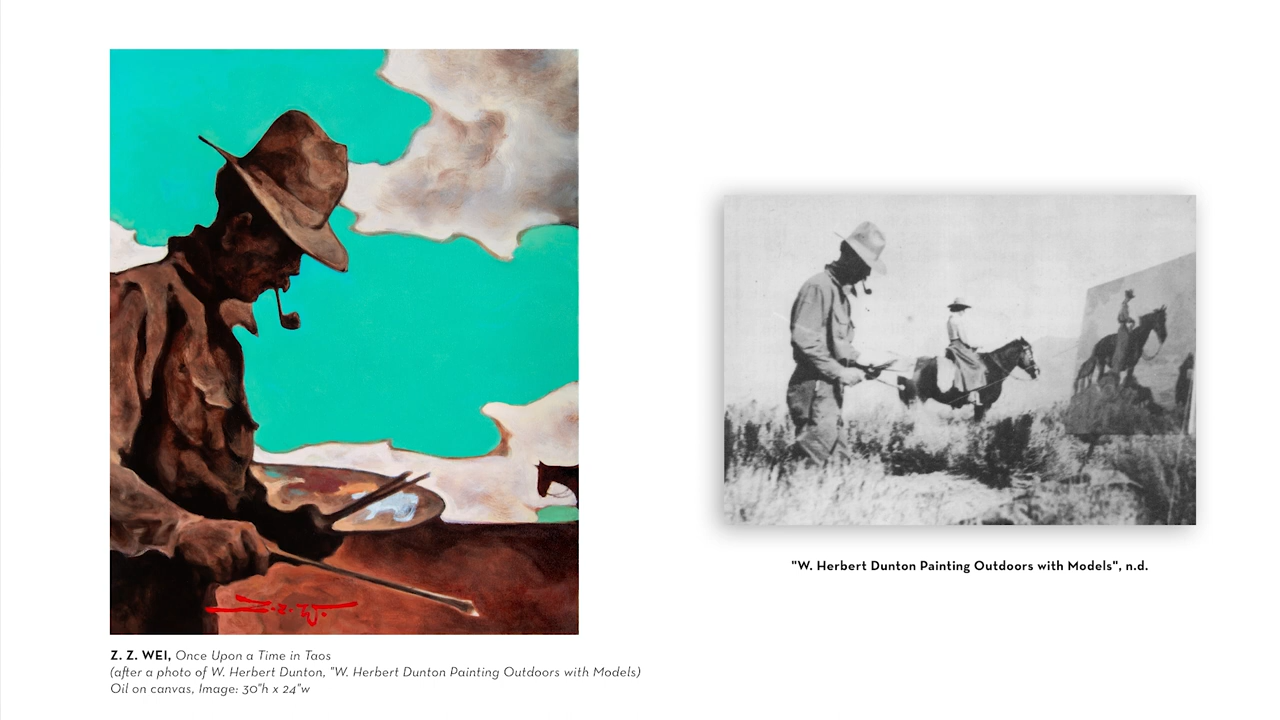 Z. Z. W.
Z. Z. WEI, Once Upon a Time in Taos
(after a photo of W. Herbert Dunton, "W. Herbert Dunton Painting Outdoors with Models)
Oil on canvas, Image: 30"h x 24"w
"W. Herbert Dunton Painting Outdoors with Models", n.d.